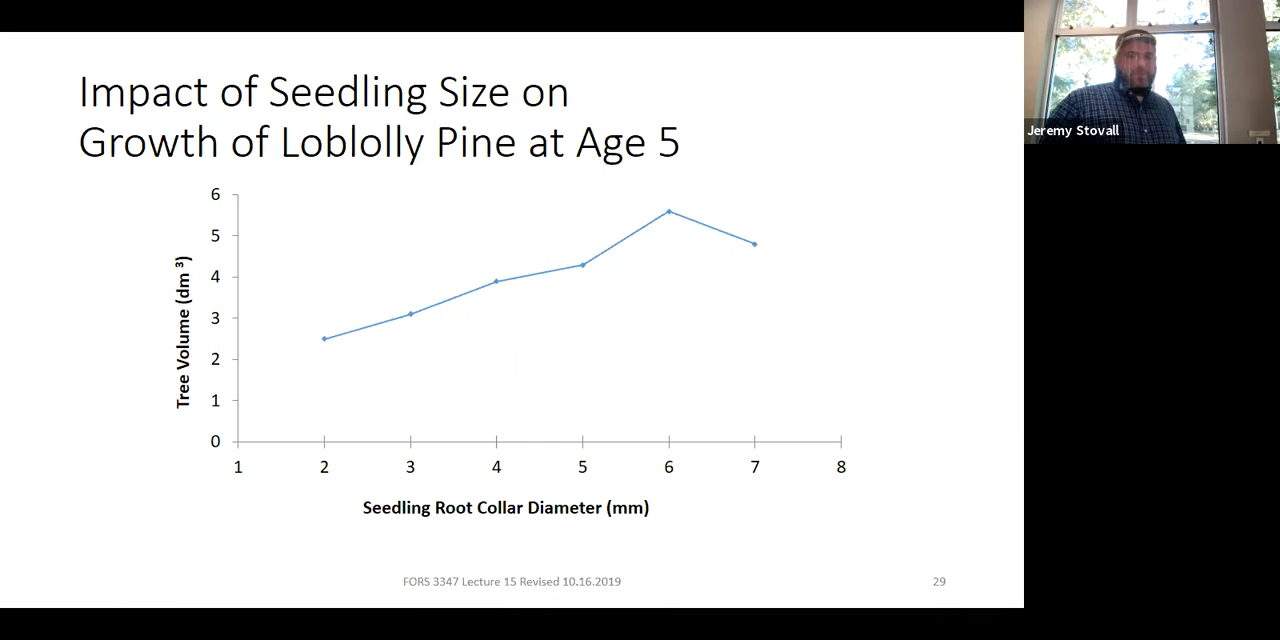 Impact of Seedling Size on
Growth of Loblolly Pine at Age 5
6
5
4
3
2
1
0
Tree Volume (dm ³)
1 2 3 4 5 6 7 8
Seedling Root Collar Diameter (mm)
FORS 3347 Lecture 15 Revised 10.16.2019
29
Jeremy Stovall